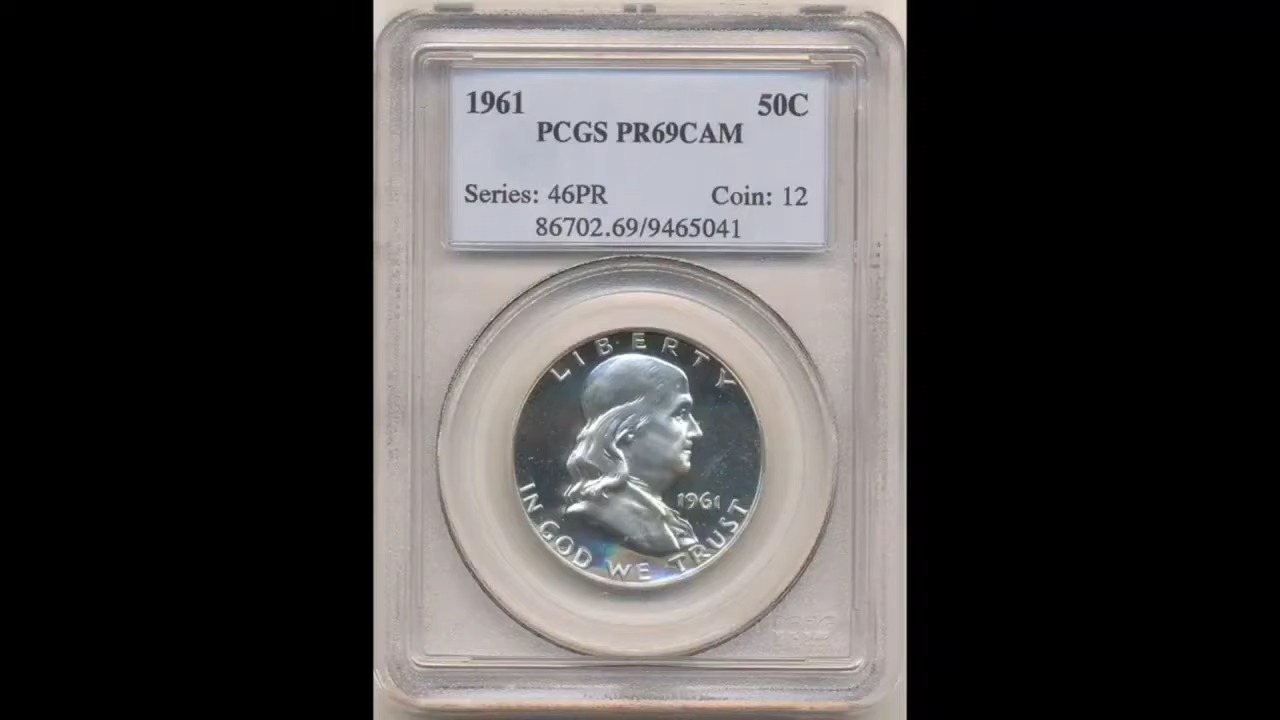 1961 50C
PCGS PR69CAM
Series: 46PR Coin: 12
86702.69/9465041
LIBERTY
1961
IN GOD WE TRUST